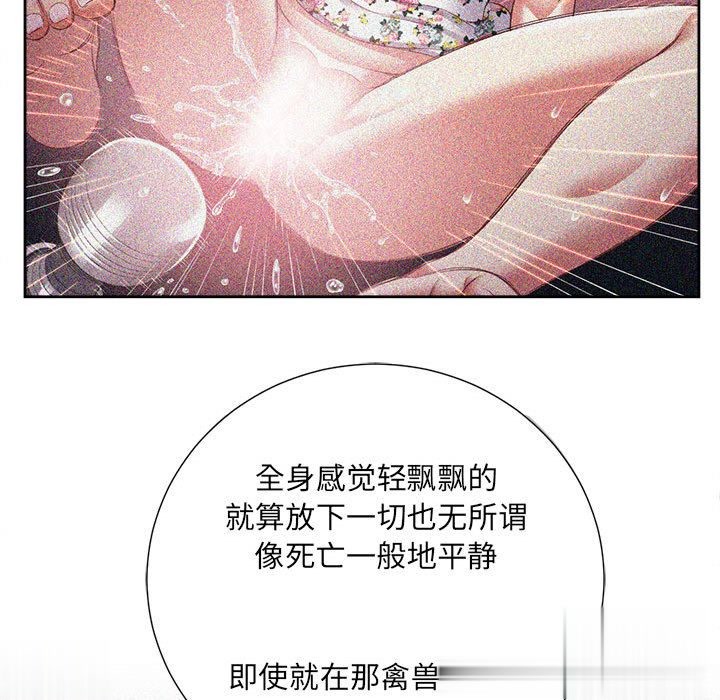 全身感觉轻飘飘的
就算放下一切也无所谓
像死亡一般地平静
即使就在那禽兽